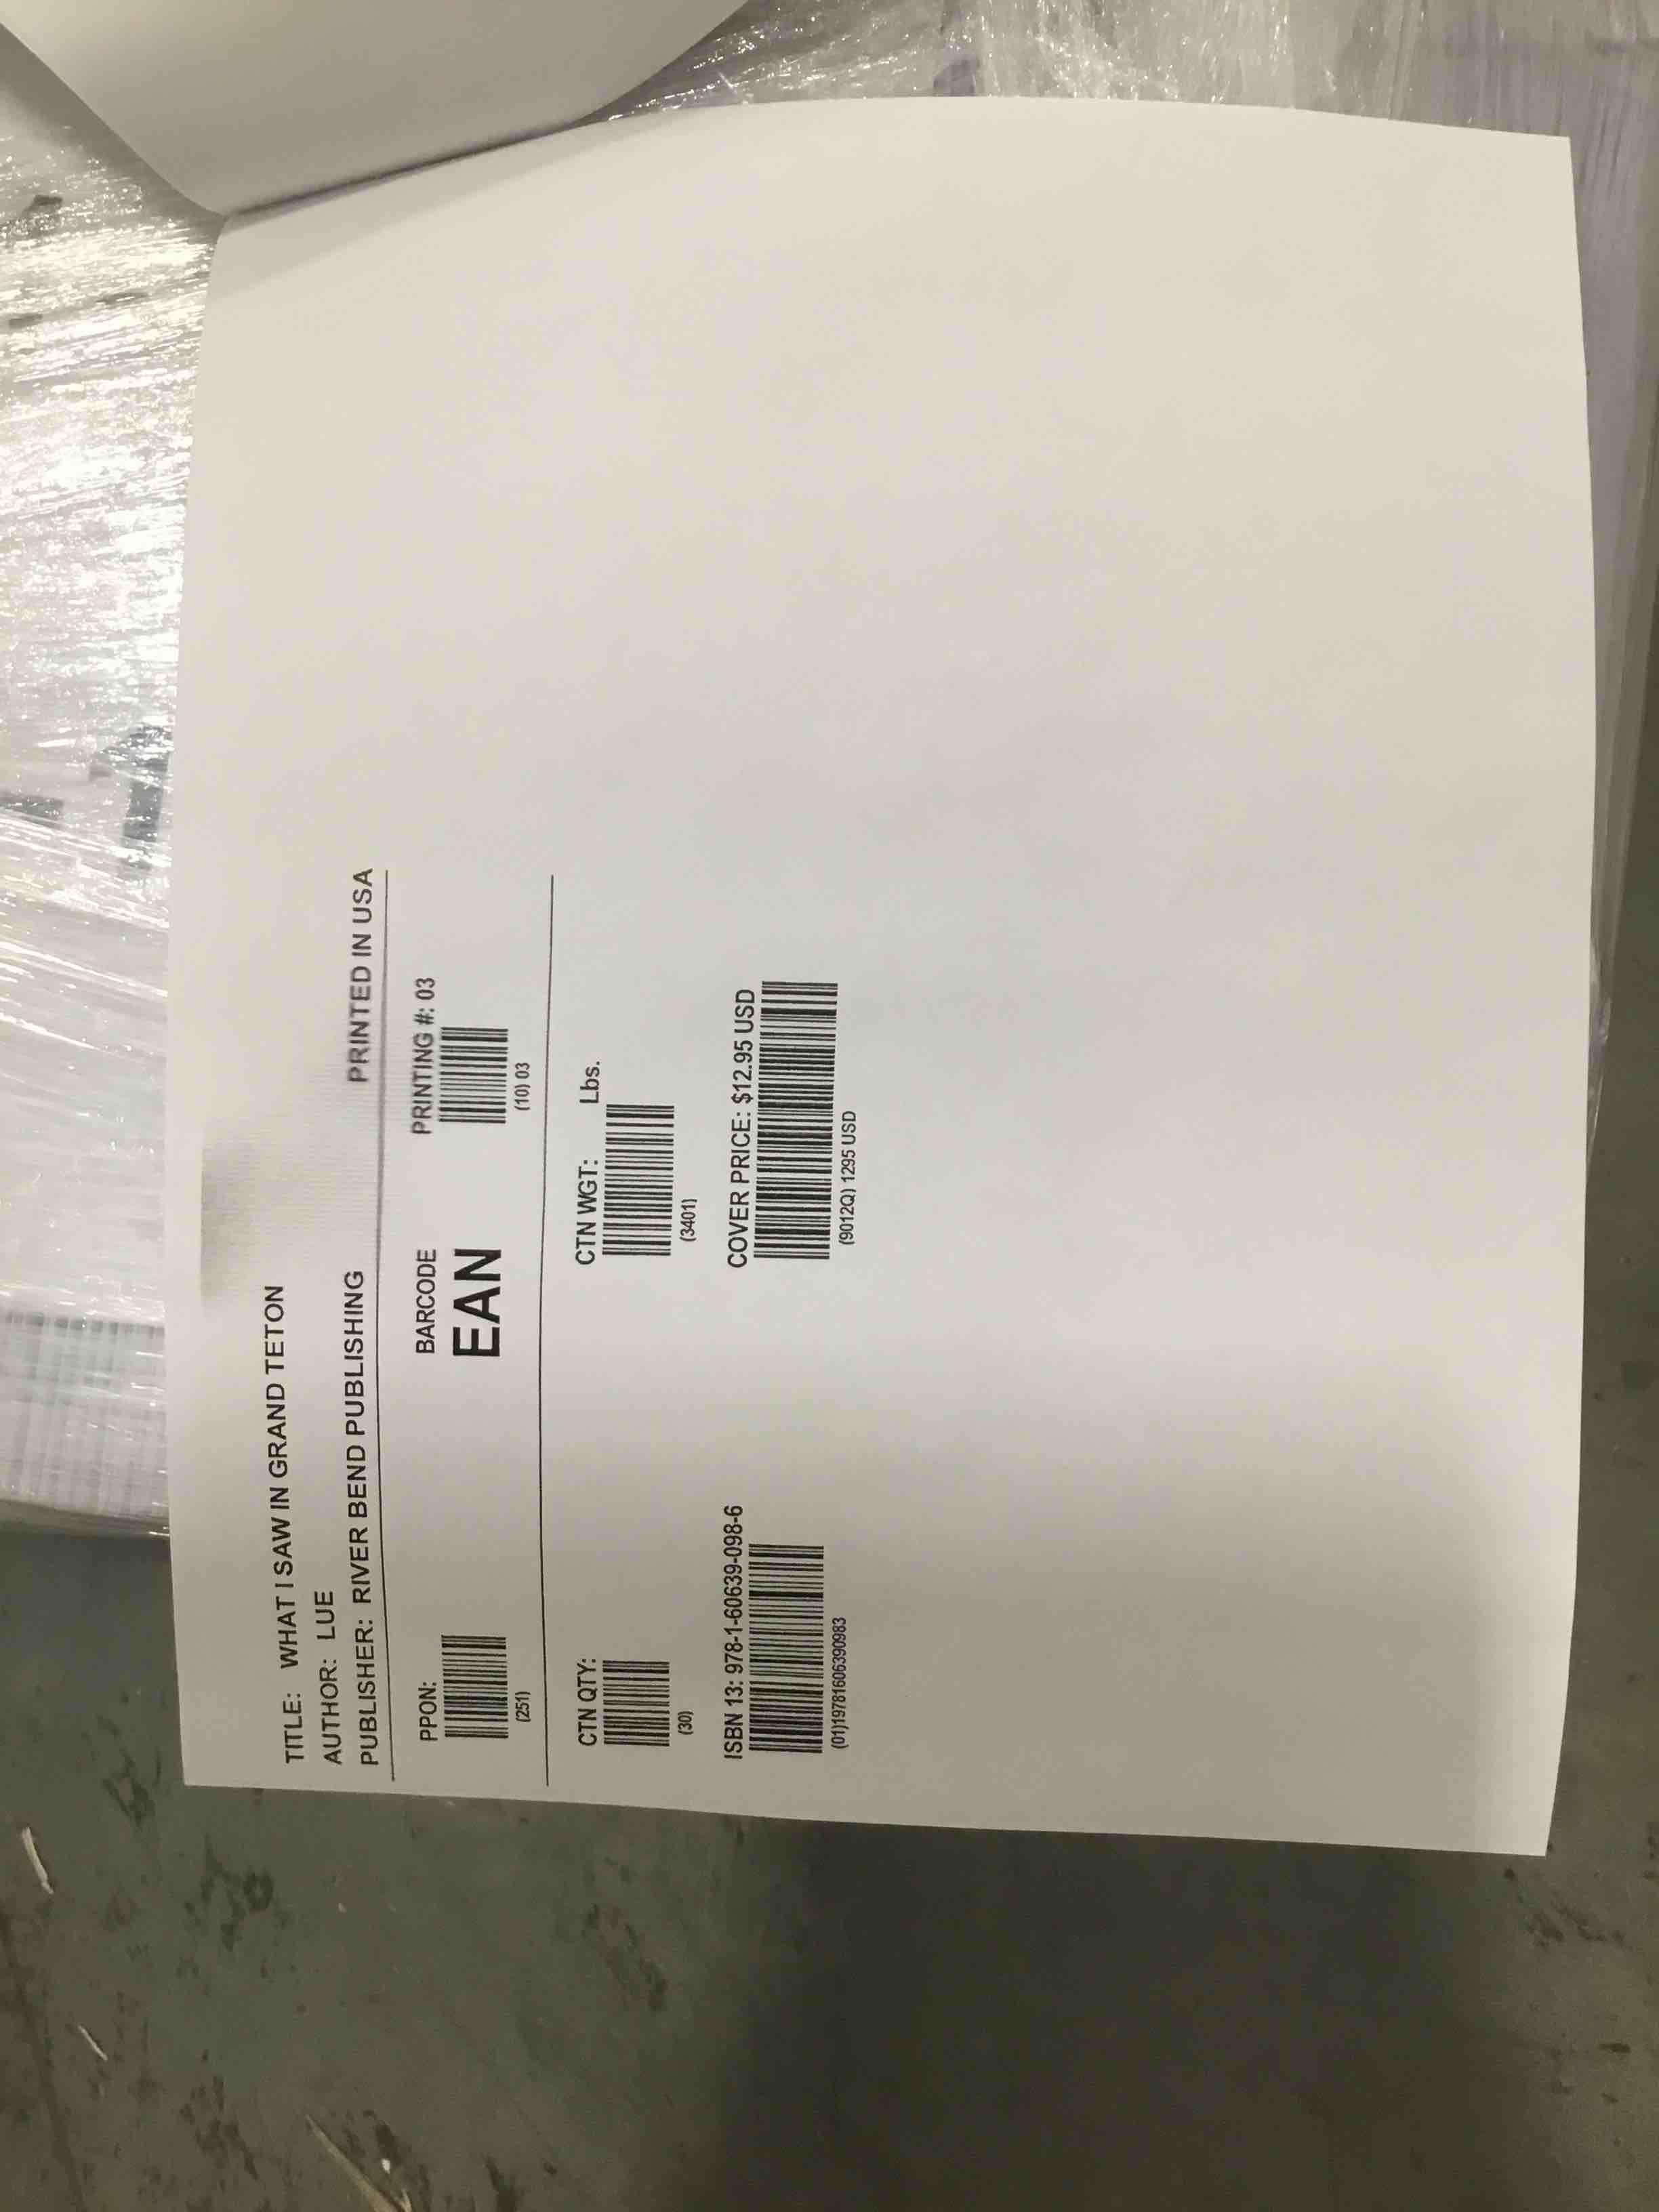 TITLE: WHAT I SAW IN GRAND TETON
AUTHOR: LUE
PUBLISHER: RIVER BEND PUBLISHING PRINTED IN USA
PPON: BARCODE PRINTING #: 03
EAN
(251) (10) 03
CTN QTY: CTN WGT: Lbs.
(30) (3401)
ISBN 13: 978-1-60639-098-6 COVER PRICE: $12.95 USD
(01)19781606390983 (9012Q) 1295 USD